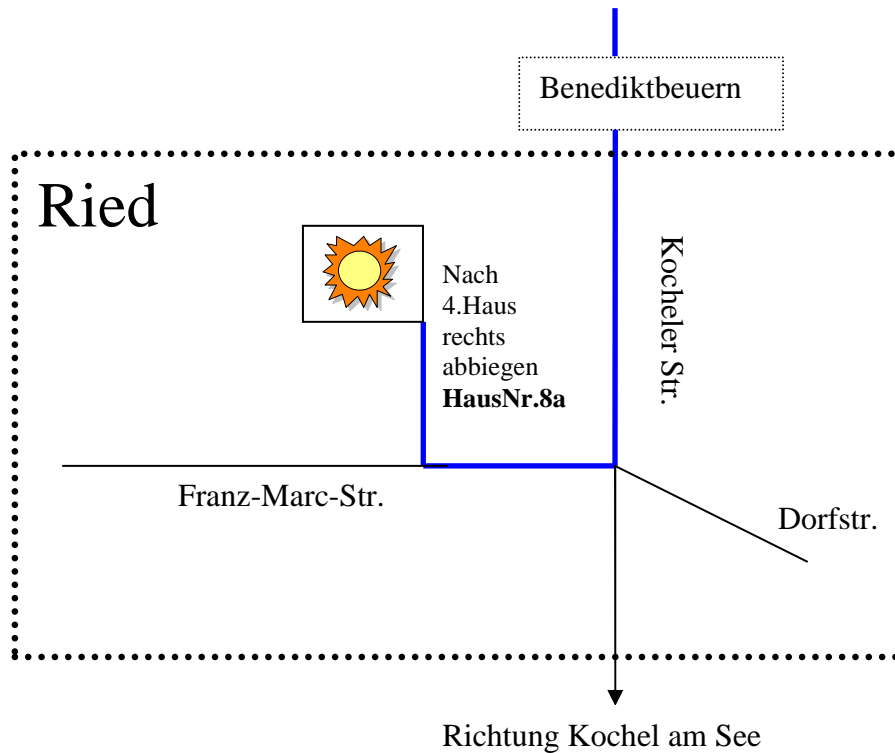 Benediktbeuern
Ried
Kocheler Str.
Nach
4.Haus
rechts
abbiegen
HausNr.8a
Franz-Marc-Str.
Dorfstr.
Richtung Kochel am See